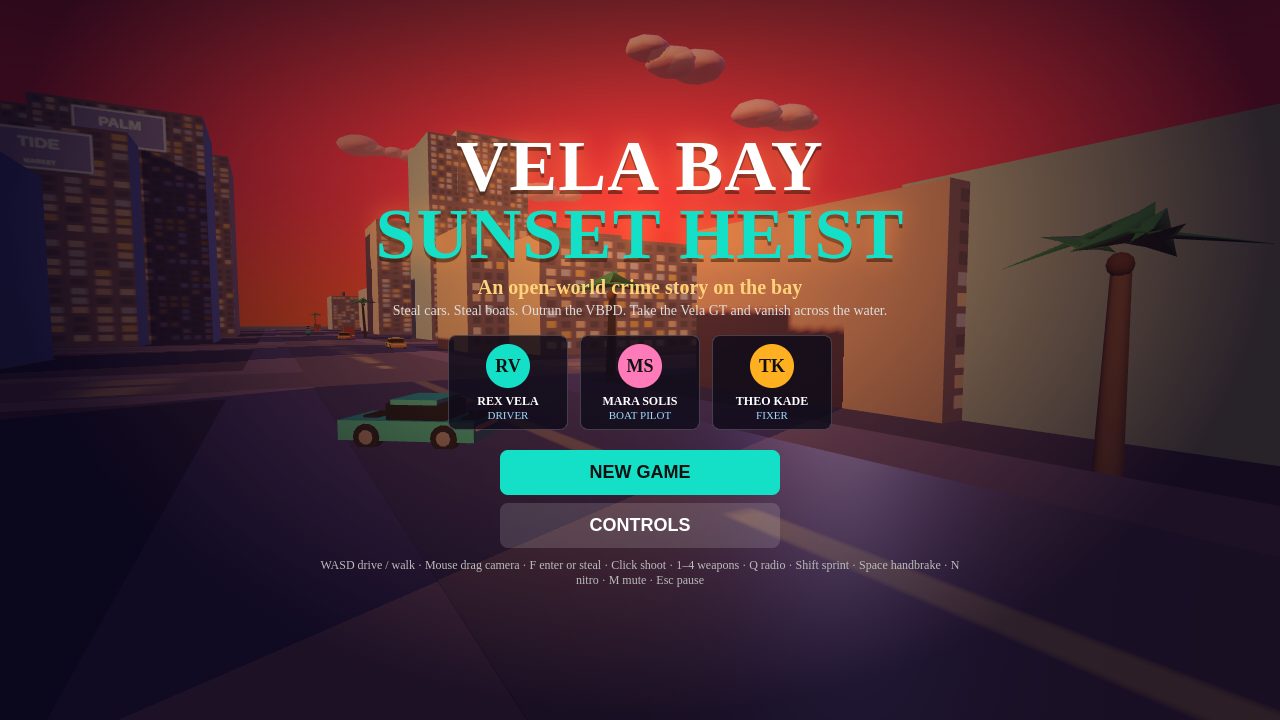 PALM
TIDE
MARKET
VELA BAY
SUNSET HEIST
An open-world crime story on the bay
Steal cars. Steal boats. Outrun the VBPD. Take the Vela GT and vanish across the water.
RV
REX VELA
DRIVER
MS
MARA SOLIS
BOAT PILOT
TK
THEO KADE
FIXER
NEW GAME
CONTROLS
WASD drive / walk · Mouse drag camera · F enter or steal · Click shoot · 1–4 weapons · Q radio · Shift sprint · Space handbrake · N
nitro · M mute · Esc pause